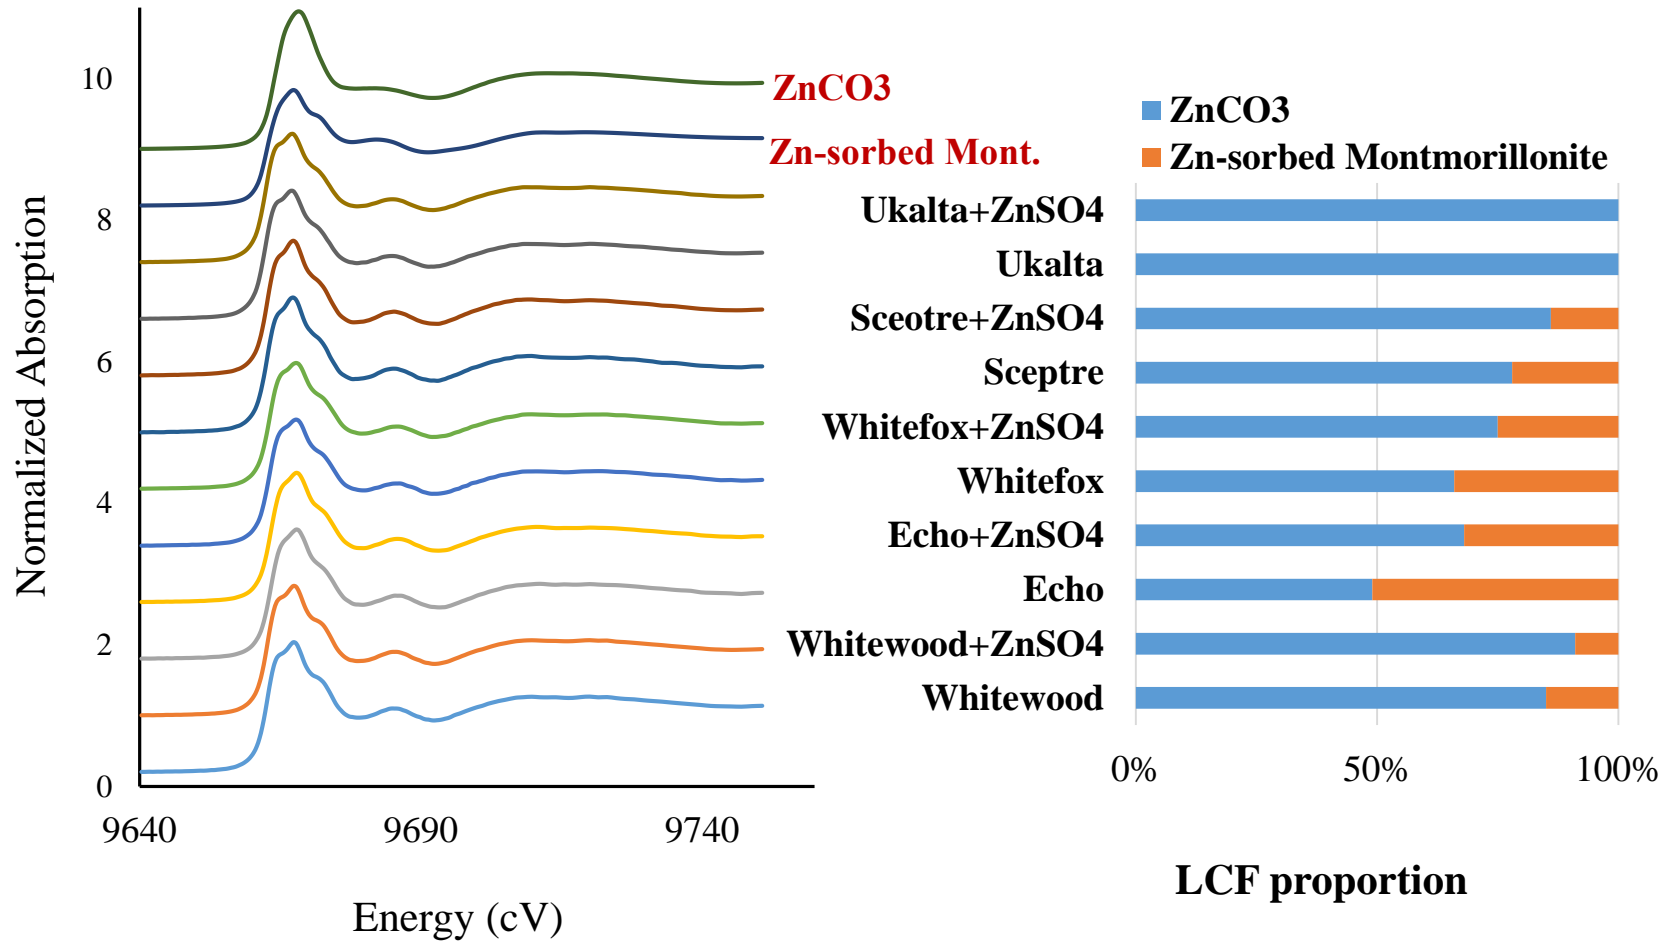 Normalized Absorption
10
8
6
4
2
0
9640
9690
9740
Energy (cV)
ZnCO3
Zn-sorbed Mont.
Ukalta+ZnSO4
Ukalta
Sceotre+ZnSO4
Sceptre
Whitefox+ZnSO4
Whitefox
Echo+ZnSO4
Echo
Whitewood+ZnSO4
Whitewood
ZnCO3
Zn-sorbed Montmorillonite
0%
50%
100%
LCF proportion